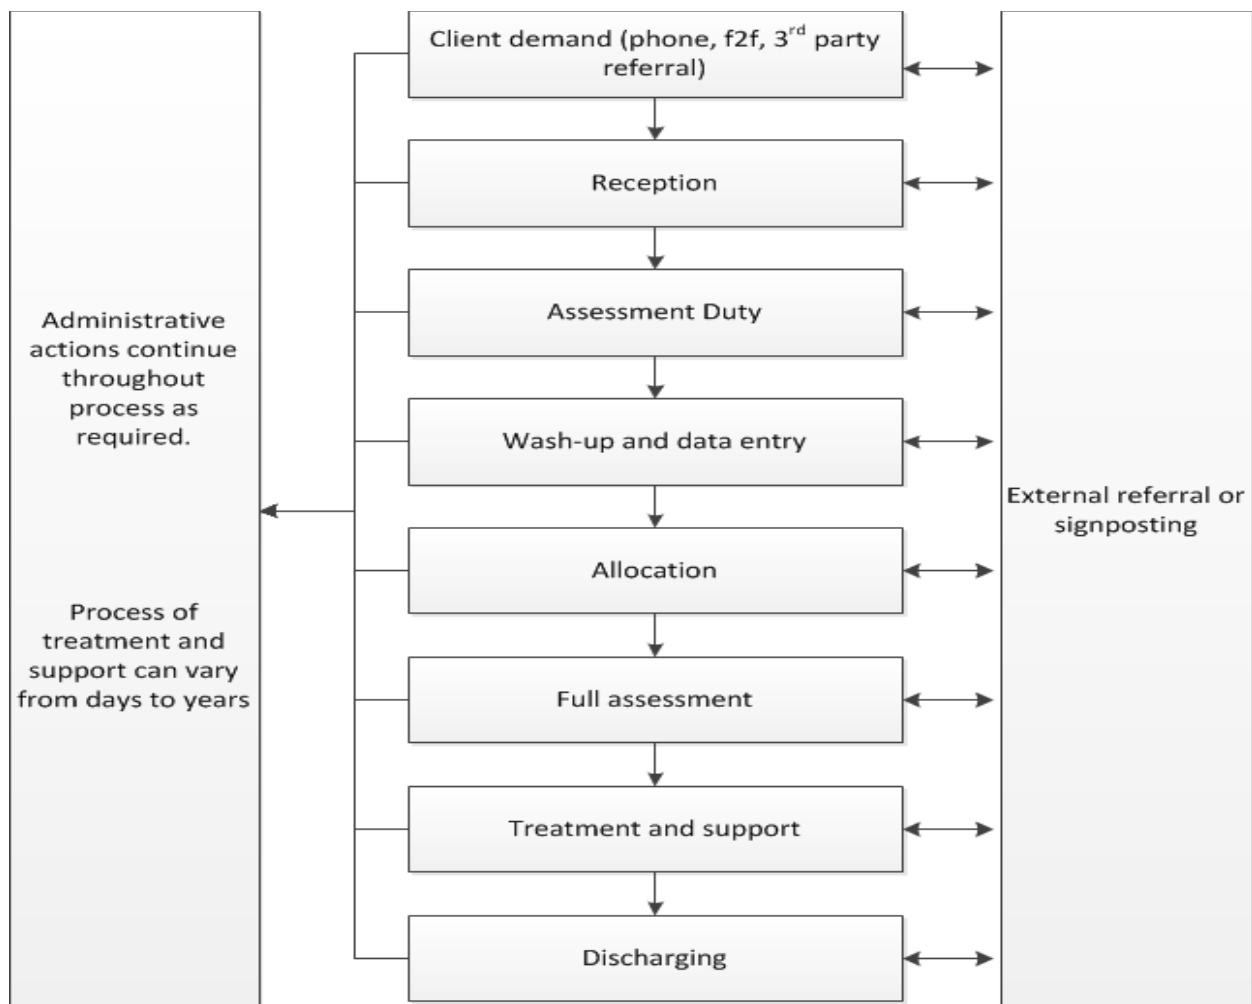 Administrative
actions continue
throughout
process as
required.
Process of
treatment and
support can vary
from days to years
Client demand (phone, f2f, 3rd party
referral)
Reception
Assessment Duty
Wash-up and data entry
Allocation
Full assessment
Treatment and support
Discharging
External referral or
signposting